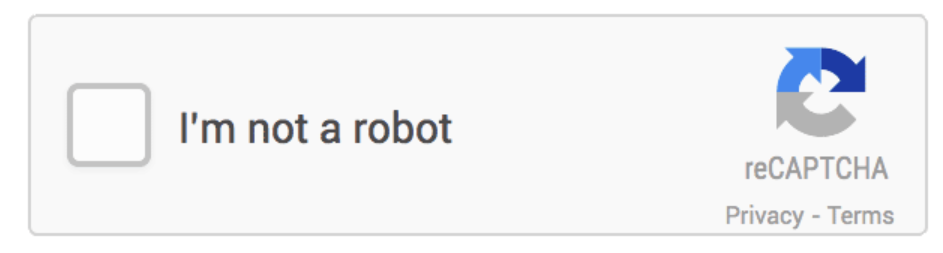 I'm not a robot
reCAPTCHA
Privacy - Terms